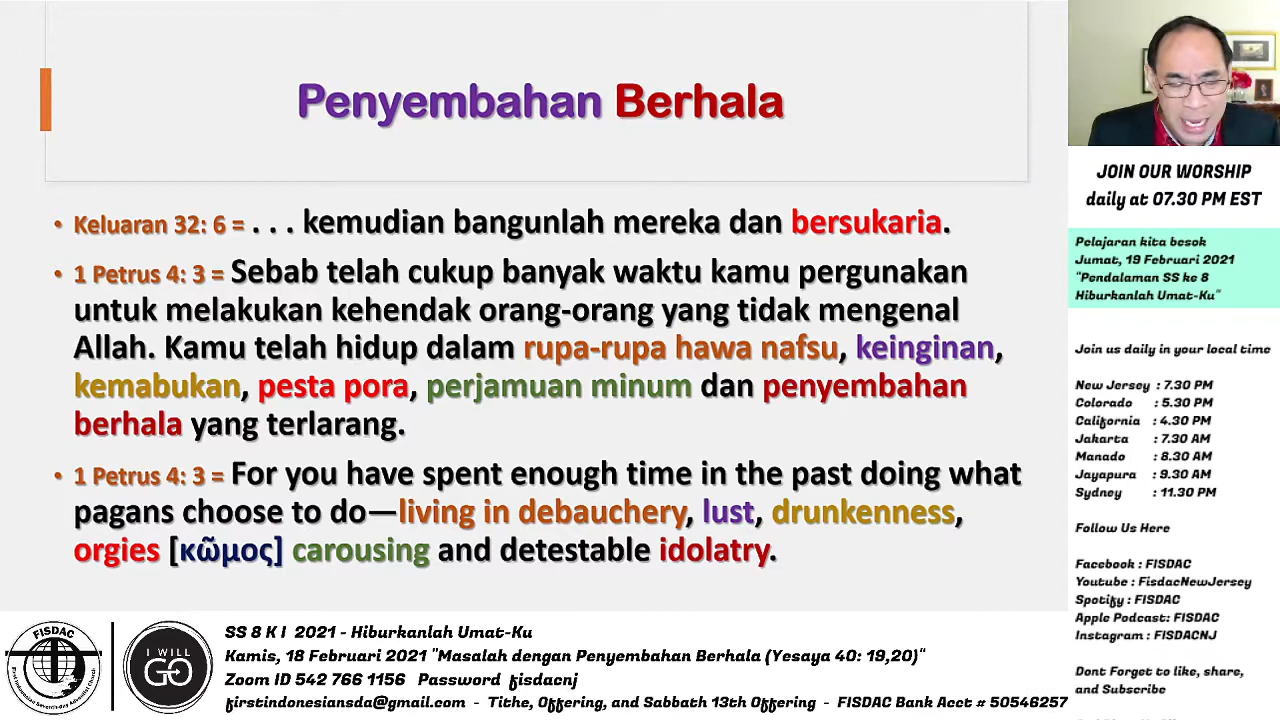 Penyembahan Berhala
• Keluaran 32: 6 = . . . kemudian bangunlah mereka dan bersukaria.
• 1 Petrus 4: 3 = Sebab telah cukup banyak waktu kamu pergunakan
untuk melakukan kehendak orang-orang yang tidak mengenal
Allah. Kamu telah hidup dalam rupa-rupa hawa nafsu, keinginan,
kemabukan, pesta pora, perjamuan minum dan penyembahan
berhala yang terlarang.
• 1 Petrus 4: 3 = For you have spent enough time in the past doing what
pagans choose to do—living in debauchery, lust, drunkenness,
orgies [κῶμος] carousing and detestable idolatry.
JOIN OUR WORSHIP
daily at 07.30 PM EST
Pelajaran kita besok
Jumat, 19 Februari 2021
"Pendalaman SS ke 8
Hiburkanlah Umat-Ku"
Join us daily in your local time
New Jersey : 7.30 PM
Colorado : 5.30 PM
California : 4.30 PM
Jakarta : 7.30 AM
Manado : 8.30 AM
Jayapura : 9.30 AM
Sydney : 11.30 PM
Follow Us Here
Facebook : FISDAC
Youtube : FisdacNewJersey
Spotify : FISDAC
Apple Podcast: FISDAC
Instagram : FISDACNJ
Dont Forget to like, share,
and Subscribe
FISDAC
First Indonesian Seventh-day Adventist Church
I WILL
GO
SS 8 K I 2021 - Hiburkanlah Umat-Ku
Kamis, 18 Februari 2021 "Masalah dengan Penyembahan Berhala (Yesaya 40: 19,20)"
Zoom ID 542 766 1156 Password fisdacnj
firstindonesiansda@gmail.com - Tithe, Offering, and Sabbath 13th Offering - FISDAC Bank Acct # 50546257